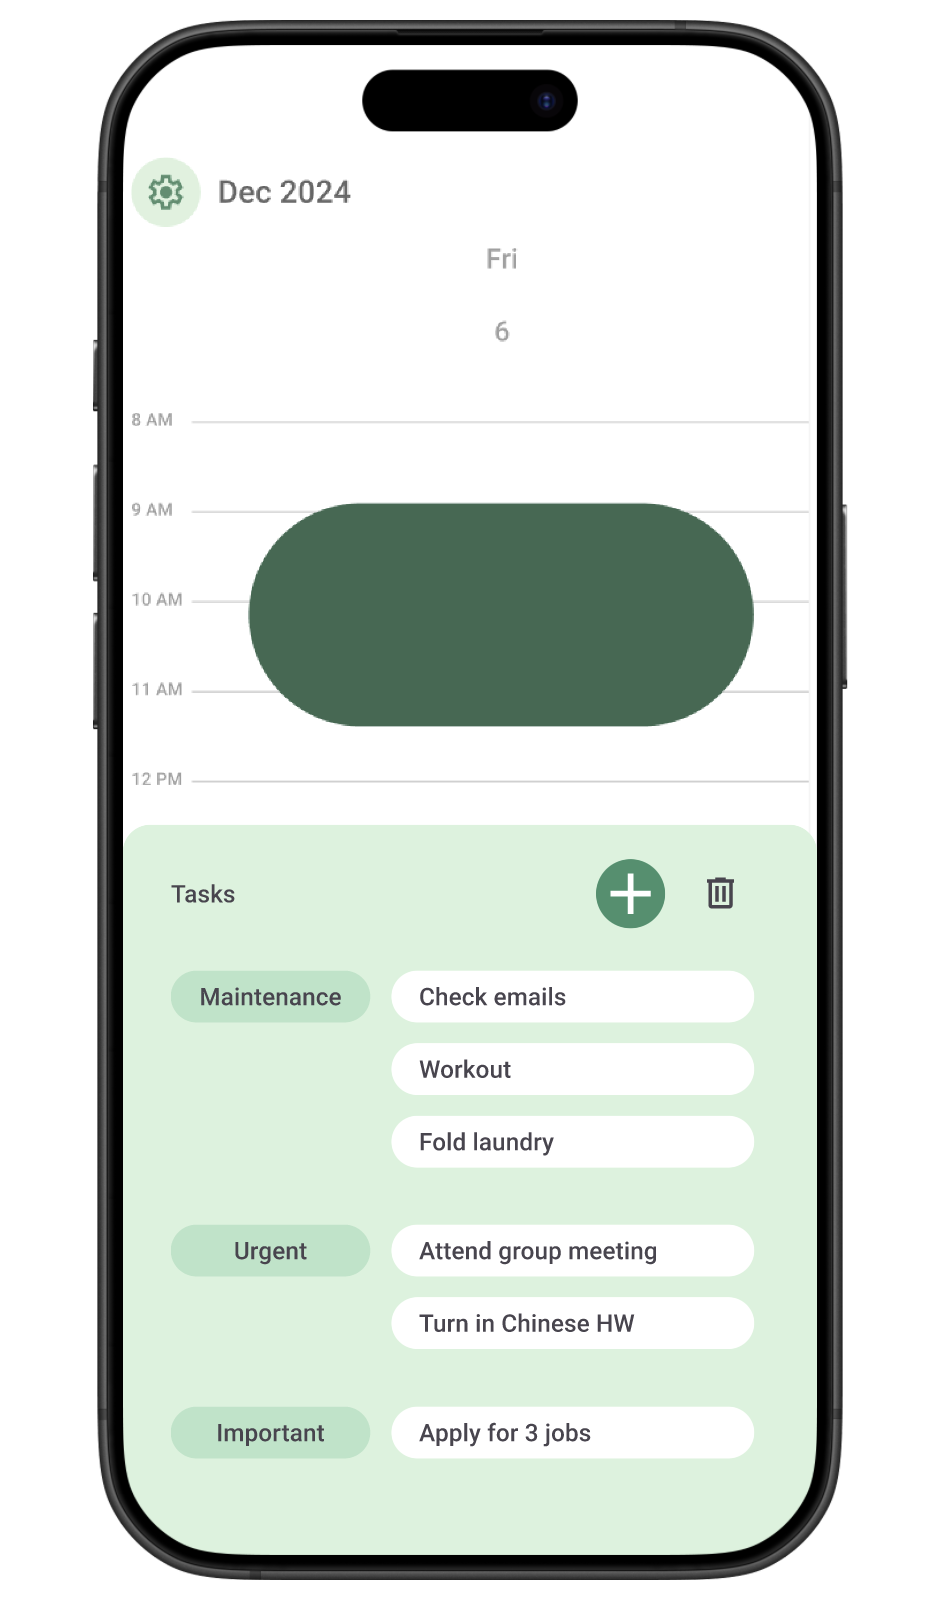 Dec 2024
Fri
6
8 AM
9 AM
10 AM
11 AM
12 PM
Tasks
Maintenance
Check emails
Workout
Fold laundry
Urgent
Attend group meeting
Turn in Chinese HW
Important
Apply for 3 jobs